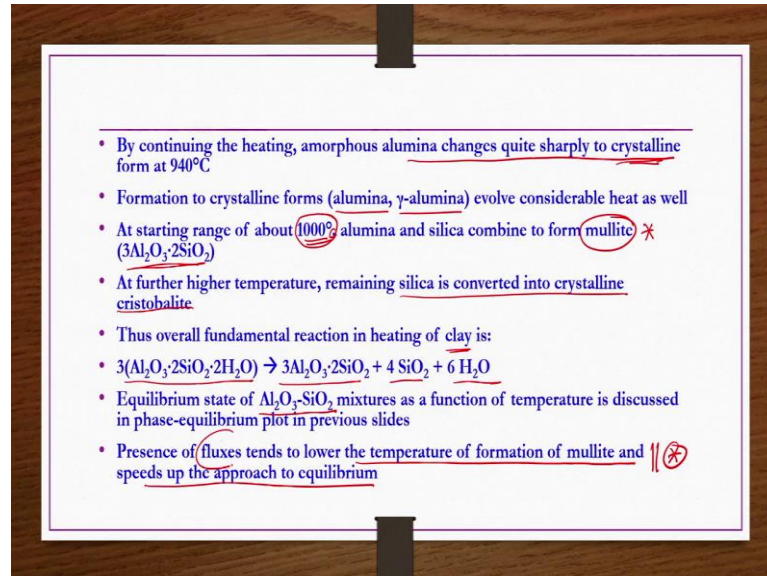 • By continuing the heating, amorphous alumina changes quite sharply to crystalline
form at 940°C
• Formation to crystalline forms (alumina, γ-alumina) evolve considerable heat as well
• At starting range of about 1000°C alumina and silica combine to form mullite *
(3Al₂O₃·2SiO₂)
• At further higher temperature, remaining silica is converted into crystalline
cristobalite
• Thus overall fundamental reaction in heating of clay is:
• 3(Al₂O₃·2SiO₂·2H₂O) → 3Al₂O₃·2SiO₂ + 4 SiO₂ + 6 H₂O
• Equilibrium state of Al₂O₃-SiO₂ mixtures as a function of temperature is discussed
in phase-equilibrium plot in previous slides
• Presence of fluxes tends to lower the temperature of formation of mullite and || *
speeds up the approach to equilibrium